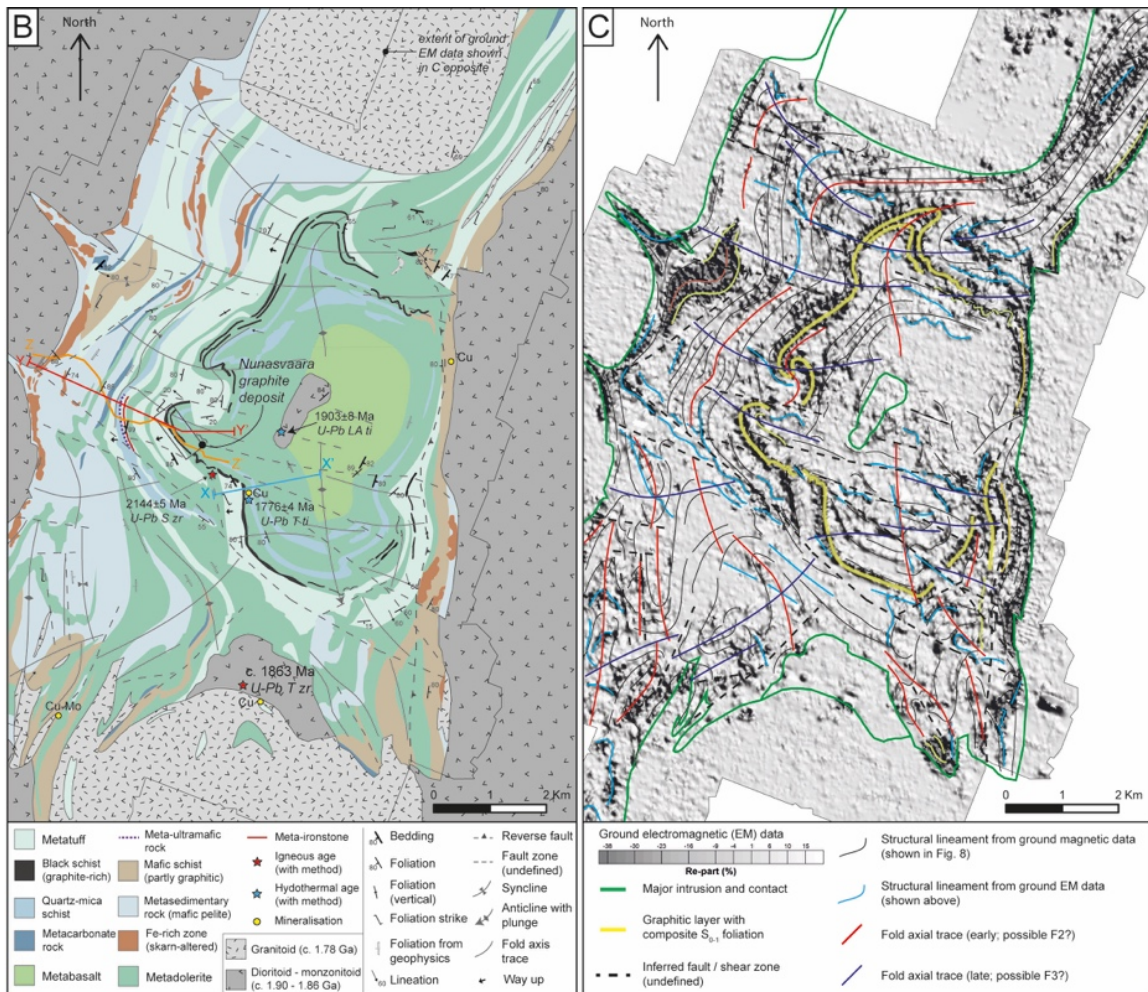 B
North
extent of ground
EM data shown
in C opposite
Nunasvaara
graphite
deposit
Cu
1903±8 Ma
U-Pb LA ti
Z
Y
Y'
Z'
X
X'
Cu
2144±5 Ma
U-Pb S zr
1776±4 Ma
U-Pb T ti
c. 1863 Ma
U-Pb T zr
Cu-Mo
Cu
0 1 2 Km
Metatuff
Black schist
(graphite-rich)
Quartz-mica
schist
Metacarbonate
rock
Metabasalt
Meta-ultramafic
rock
Mafic schist
(partly graphitic)
Metasedimentary
rock (mafic pelite)
Fe-rich zone
(skarn-altered)
Metadolerite
Meta-ironstone
Igneous age
(with method)
Hydothermal age
(with method)
Mineralisation
Granitoid (c. 1.78 Ga)
Dioritoid - monzonitoid
(c. 1.90 - 1.86 Ga)
80 Bedding
80 Foliation
Foliation
(vertical)
Foliation strike
Foliation from
geophysics
60 Lineation
Reverse fault
Fault zone
(undefined)
Syncline
Anticline with
plunge
Fold axis
trace
Way up
C
North
0 1 2 Km
Ground electromagnetic (EM) data
Re-part (%)
Major intrusion and contact
Graphitic layer with
composite S0-1 foliation
Inferred fault / shear zone
(undefined)
Structural lineament from ground magnetic data
(shown in Fig. 8)
Structural lineament from ground EM data
(shown above)
Fold axial trace (early; possible F2?)
Fold axial trace (late; possible F3?)